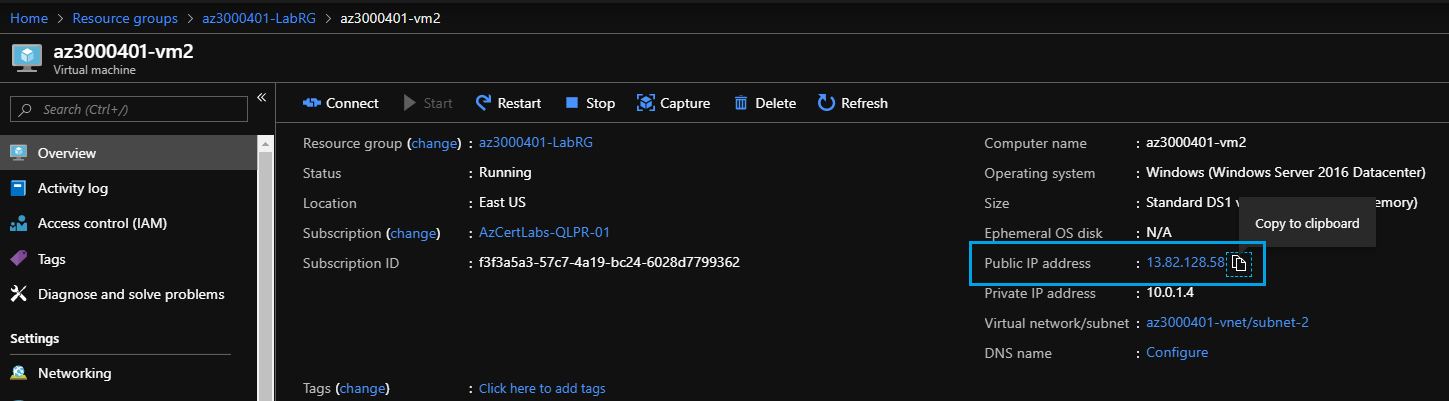 Home > Resource groups > az3000401-LabRG > az3000401-vm2
az3000401-vm2
Virtual machine
«
Search (Ctrl+/)
Overview
Activity log
Access control (IAM)
Tags
Diagnose and solve problems
Settings
Networking
Connect Start Restart Stop Capture Delete Refresh
Resource group (change) : az3000401-LabRG
Status : Running
Location : East US
Subscription (change) : AzCertLabs-QLPR-01
Subscription ID : f3f3a5a3-57c7-4a19-bc24-6028d7799362
Computer name : az3000401-vm2
Operating system : Windows (Windows Server 2016 Datacenter)
Size : Standard DS1
Copy to clipboard
Ephemeral OS disk : N/A
Public IP address : 13.82.128.58
Private IP address : 10.0.1.4
Virtual network/subnet : az3000401-vnet/subnet-2
DNS name : Configure
Tags (change) : Click here to add tags